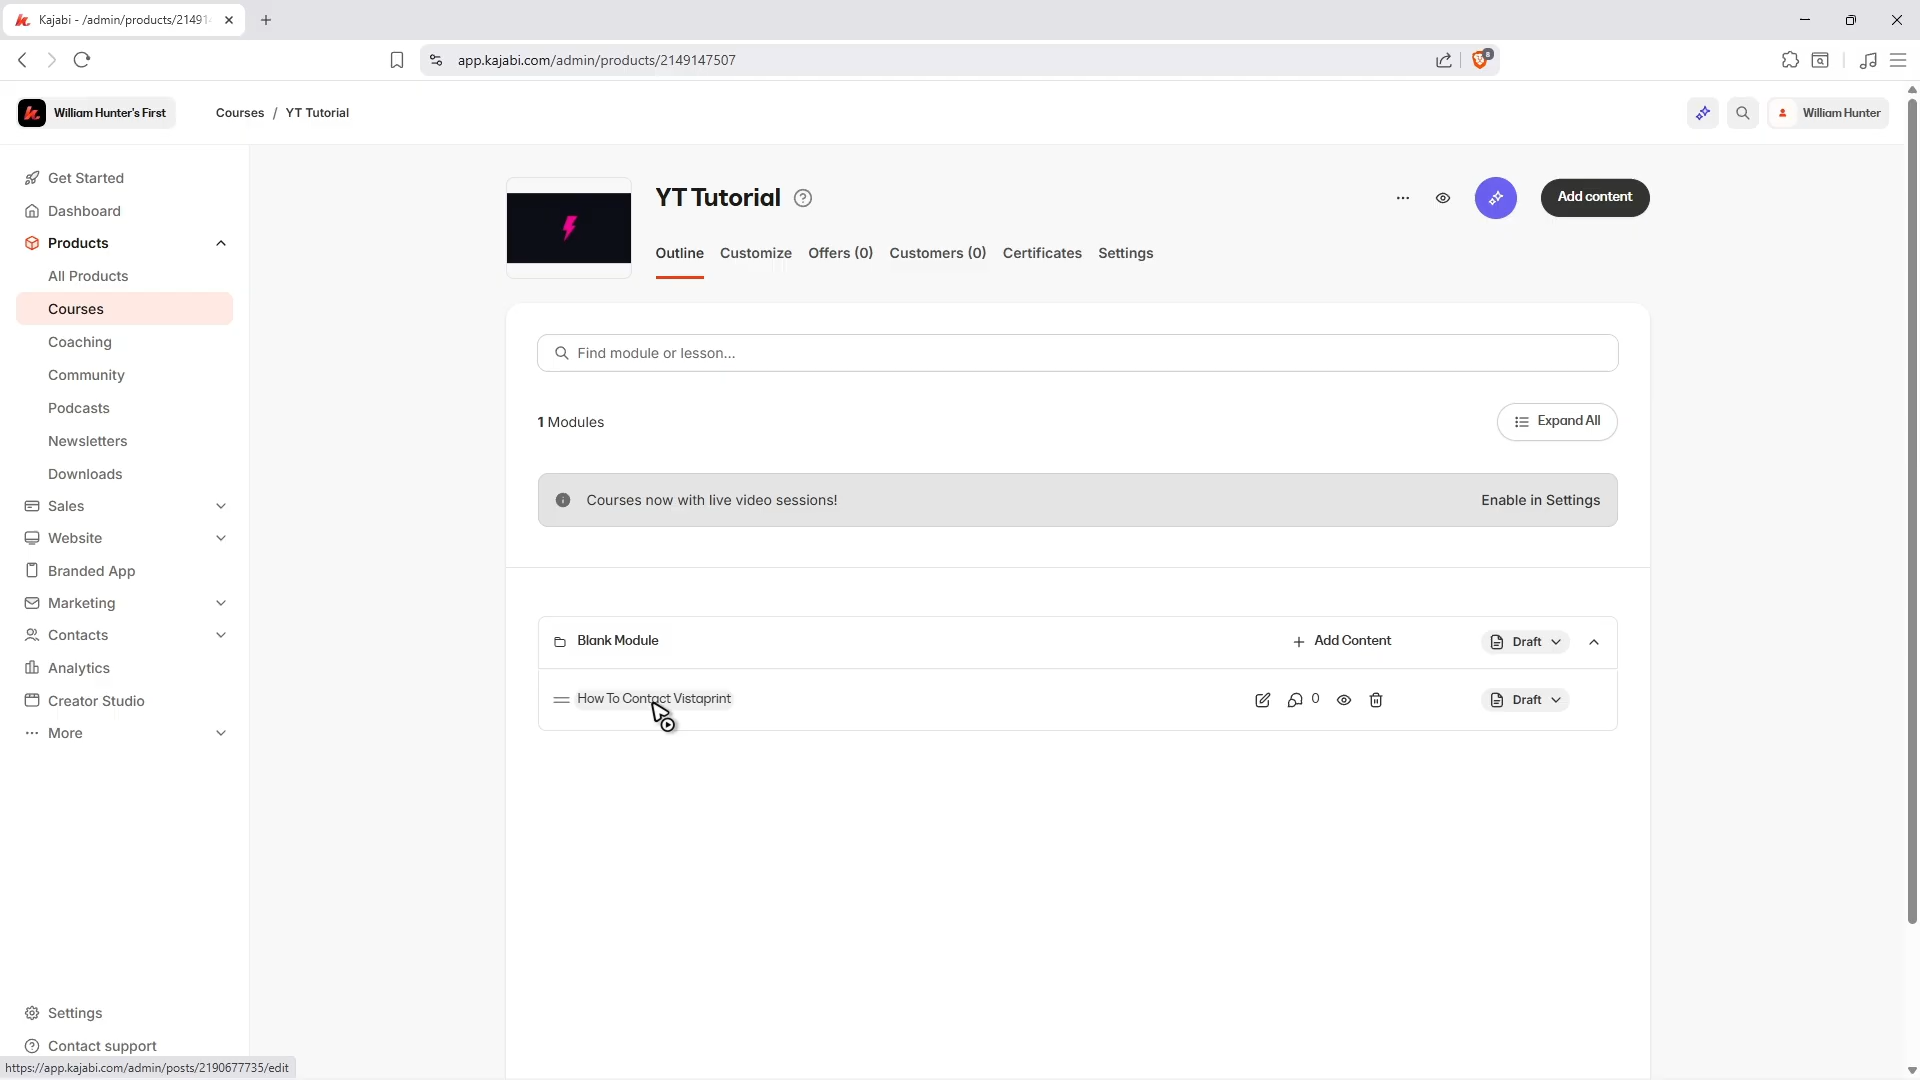 Kajabi - /admin/products/21491
app.kajabi.com/admin/products/2149147507
8
William Hunter's First
Courses / YT Tutorial
William Hunter
Get Started
Dashboard
Products
All Products
Courses
Coaching
Community
Podcasts
Newsletters
Downloads
Sales
Website
Branded App
Marketing
Contacts
Analytics
Creator Studio
More
Settings
Contact support
https://app.kajabi.com/admin/posts/2190677735/edit
YT Tutorial
Add content
Outline Customize Offers (0) Customers (0) Certificates Settings
Find module or lesson...
1 Modules
Expand All
Courses now with live video sessions!
Enable in Settings
Blank Module
+ Add Content
Draft
How To Contact Vistaprint
0
Draft